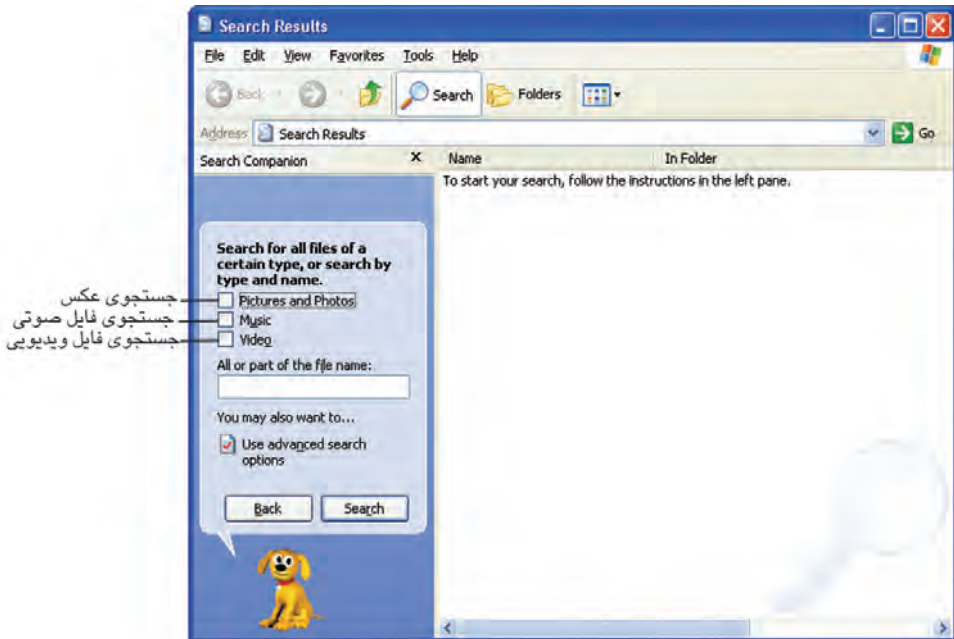 Search Results
File Edit View Favorites Tools Help
Back Search Folders
Address Search Results Go
Search Companion Name In Folder
To start your search, follow the instructions in the left pane.
Search for all files of a
certain type, or search by
type and name.
جستجوی عکس Pictures and Photos
جستجوی فایل صوتی Music
جستجوی فایل ویدیویی Video
All or part of the file name:
You may also want to...
Use advanced search
options
Back Search